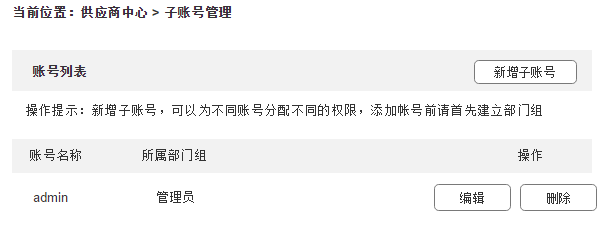 当前位置：供应商中心 > 子账号管理
账号列表 新增子账号
操作提示：新增子账号，可以为不同账号分配不同的权限，添加帐号前请首先建立部门组
账号名称 所属部门组 操作
admin 管理员 编辑 删除